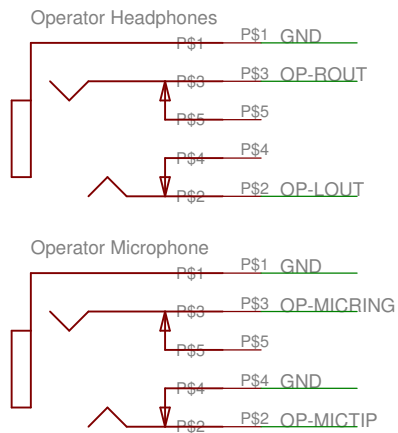 Operator Headphones
P$1 P$1 GND
P$3 P$3 OP-ROUT
P$5 P$5
P$4 P$4
P$2 P$2 OP-LOUT
Operator Microphone
P$1 P$1 GND
P$3 P$3 OP-MICRING
P$5 P$5
P$4 P$4 GND
P$2 P$2 OP-MICTIP